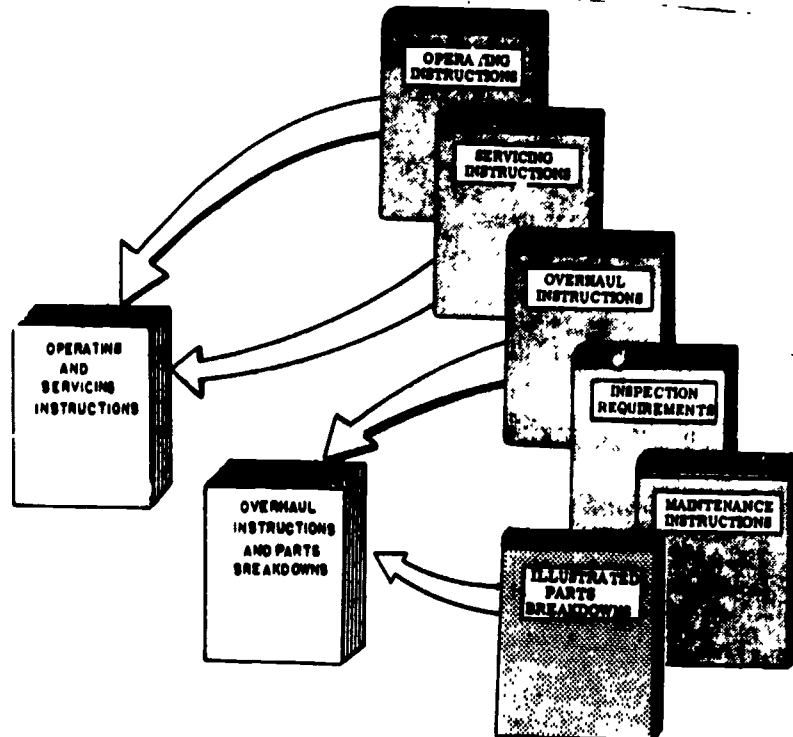 OPERATING
INSTRUCTIONS
SERVICING
INSTRUCTIONS
OVERHAUL
INSTRUCTIONS
INSPECTION
REQUIREMENTS
MAINTENANCE
INSTRUCTIONS
ILLUSTRATED
PARTS
BREAKDOWNS
OPERATING
AND
SERVICING
INSTRUCTIONS
OVERHAUL
INSTRUCTIONS
AND PARTS
BREAKDOWNS